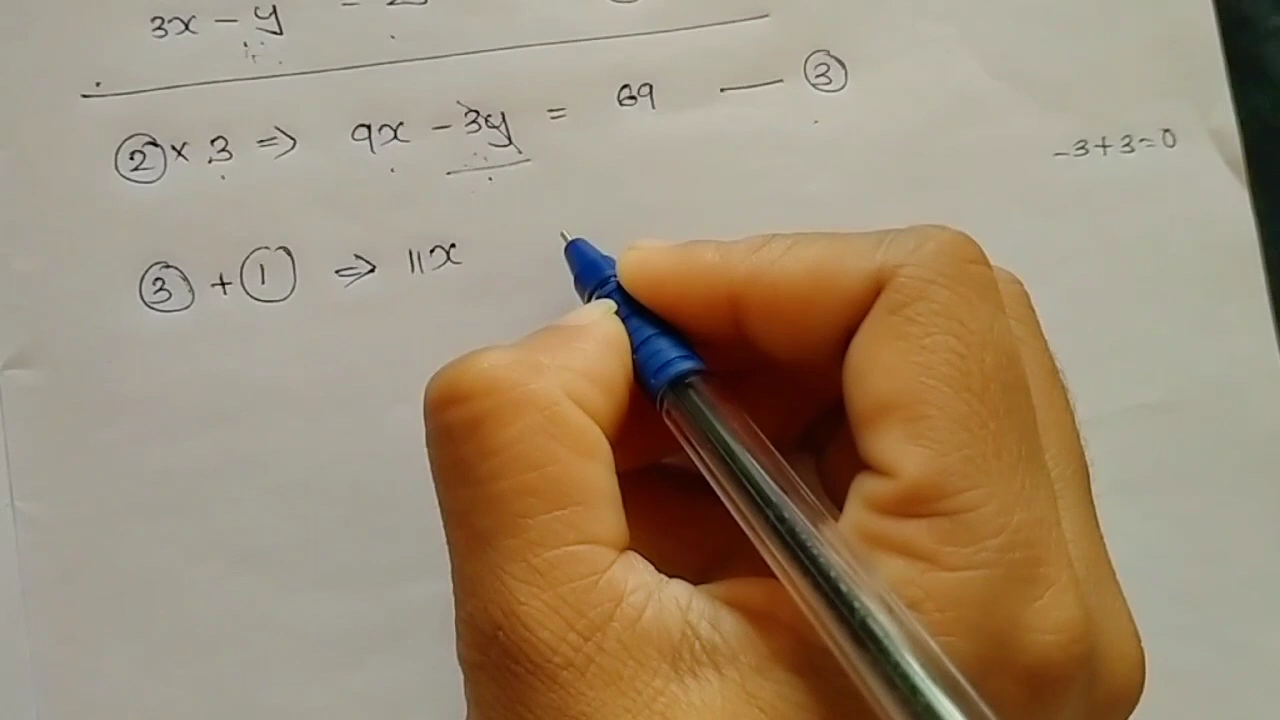 3x - y =
② × 3 ⇒ 9x - 3y = 69 — ③
-3+3=0
③ + ① ⇒ 11x